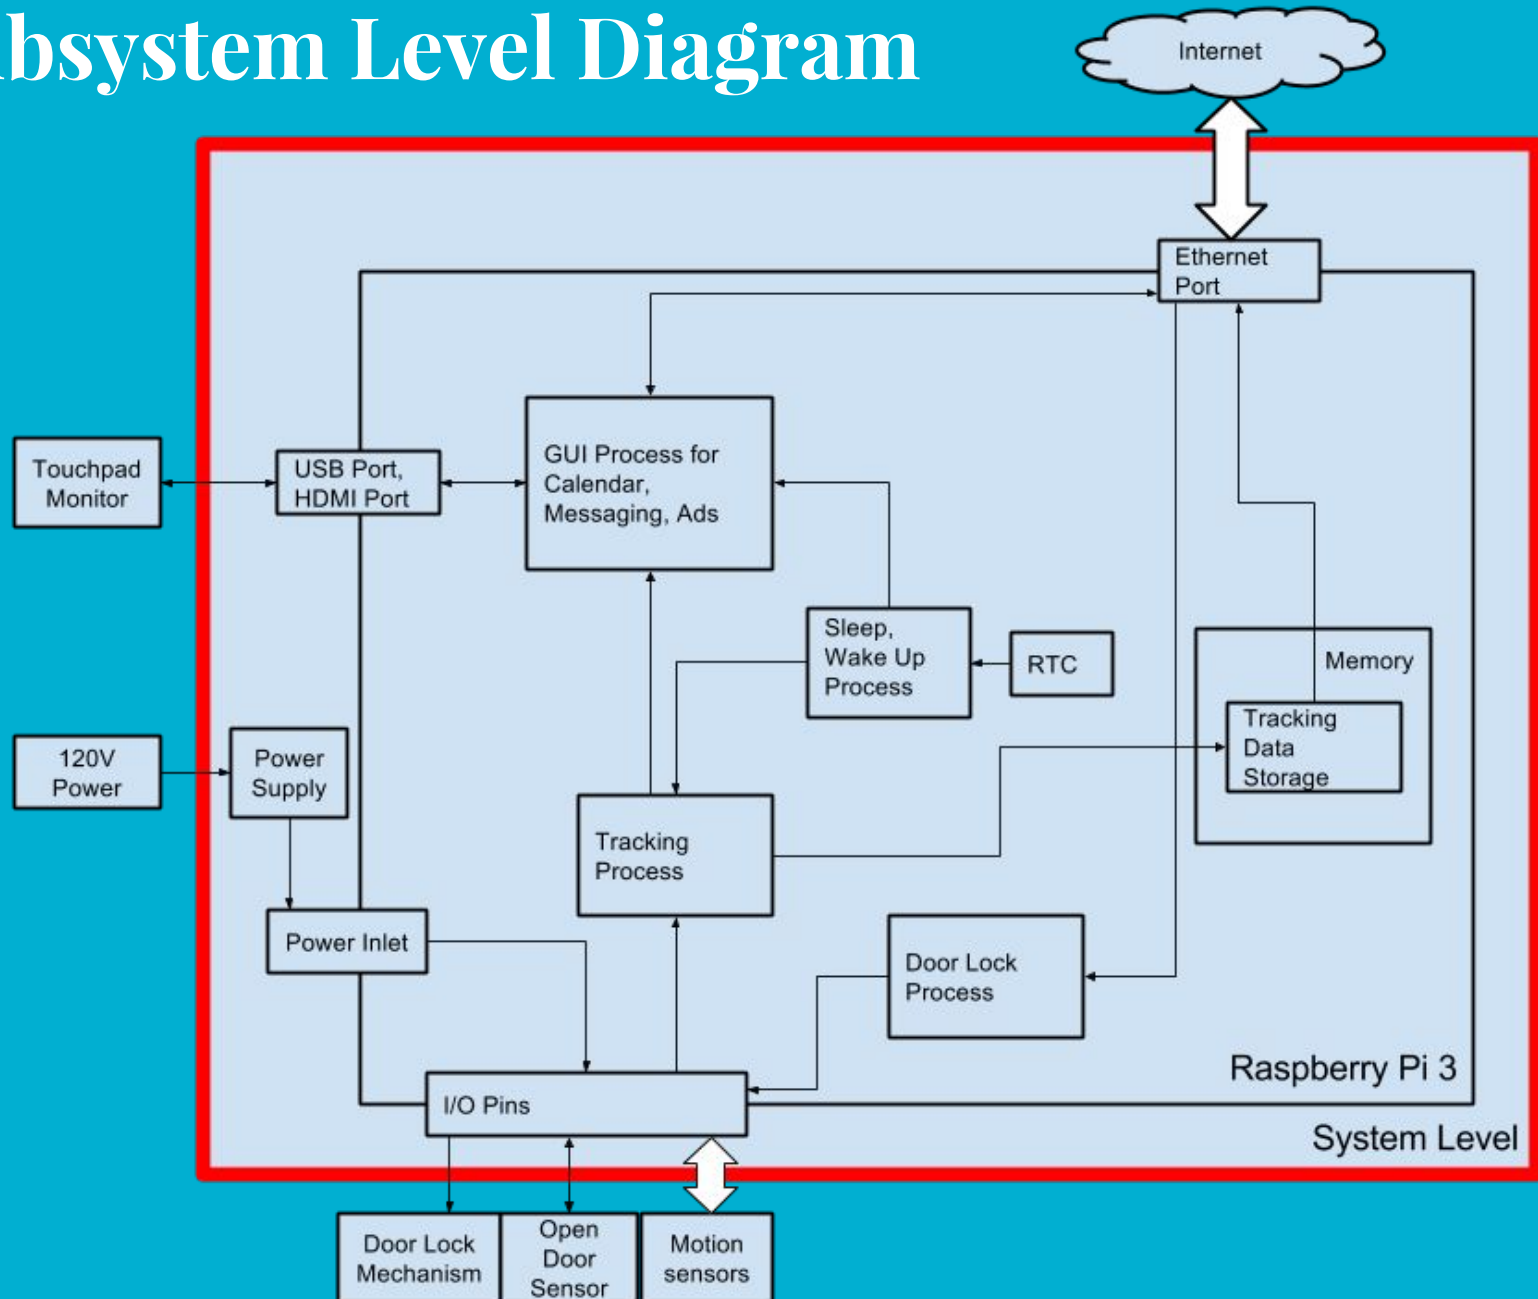 bsystem Level Diagram
Internet
Ethernet
Port
Touchpad
Monitor
USB Port,
HDMI Port
GUI Process for
Calendar,
Messaging, Ads
Sleep,
Wake Up
Process
RTC
Memory
Tracking
Data
Storage
120V
Power
Power
Supply
Tracking
Process
Power Inlet
Door Lock
Process
Raspberry Pi 3
I/O Pins
System Level
Door Lock
Mechanism
Open
Door
Sensor
Motion
sensors